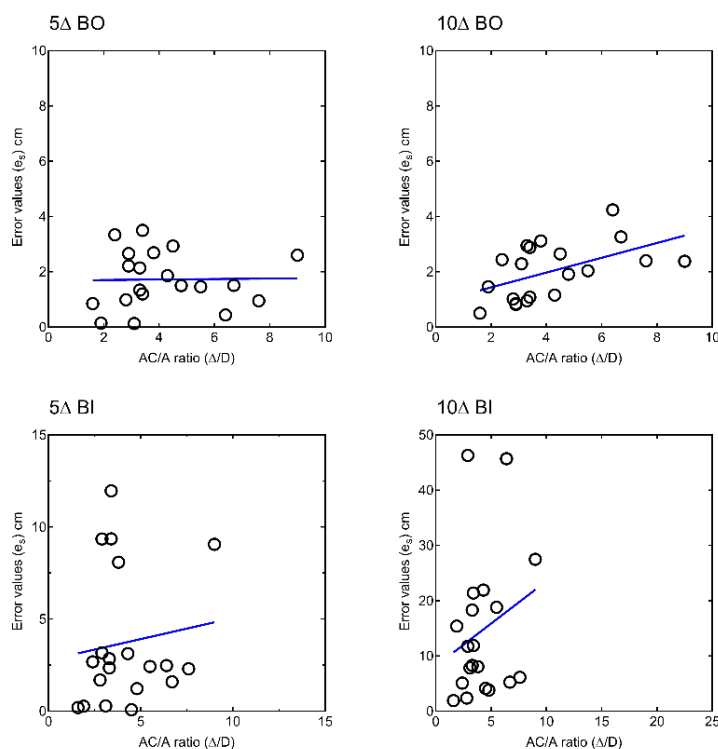 5Δ BO
10
8
6
4
2
0
Error values (eₛ) cm
0 2 4 6 8 10
AC/A ratio (Δ/D)
10Δ BO
10
8
6
4
2
0
Error values (eₛ) cm
0 2 4 6 8 10
AC/A ratio (Δ/D)
5Δ BI
15
10
5
0
Error values (eₛ) cm
0 5 10 15
AC/A ratio (Δ/D)
10Δ BI
50
40
30
20
10
0
Error values (eₛ) cm
0 5 10 15 20 25
AC/A ratio (Δ/D)